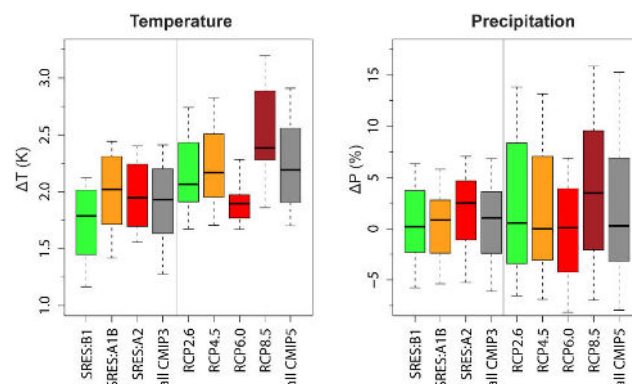 Temperature
Precipitation
ΔT (K)
3.0
2.5
2.0
1.5
1.0
SRES:B1
SRES:A1B
SRES:A2
all CMIP3
RCP2.6
RCP4.5
RCP6.0
RCP8.5
all CMIP5
ΔP (%)
15
10
5
0
−5
SRES:B1
SRES:A1B
SRES:A2
all CMIP3
RCP2.6
RCP4.5
RCP6.0
RCP8.5
all CMIP5